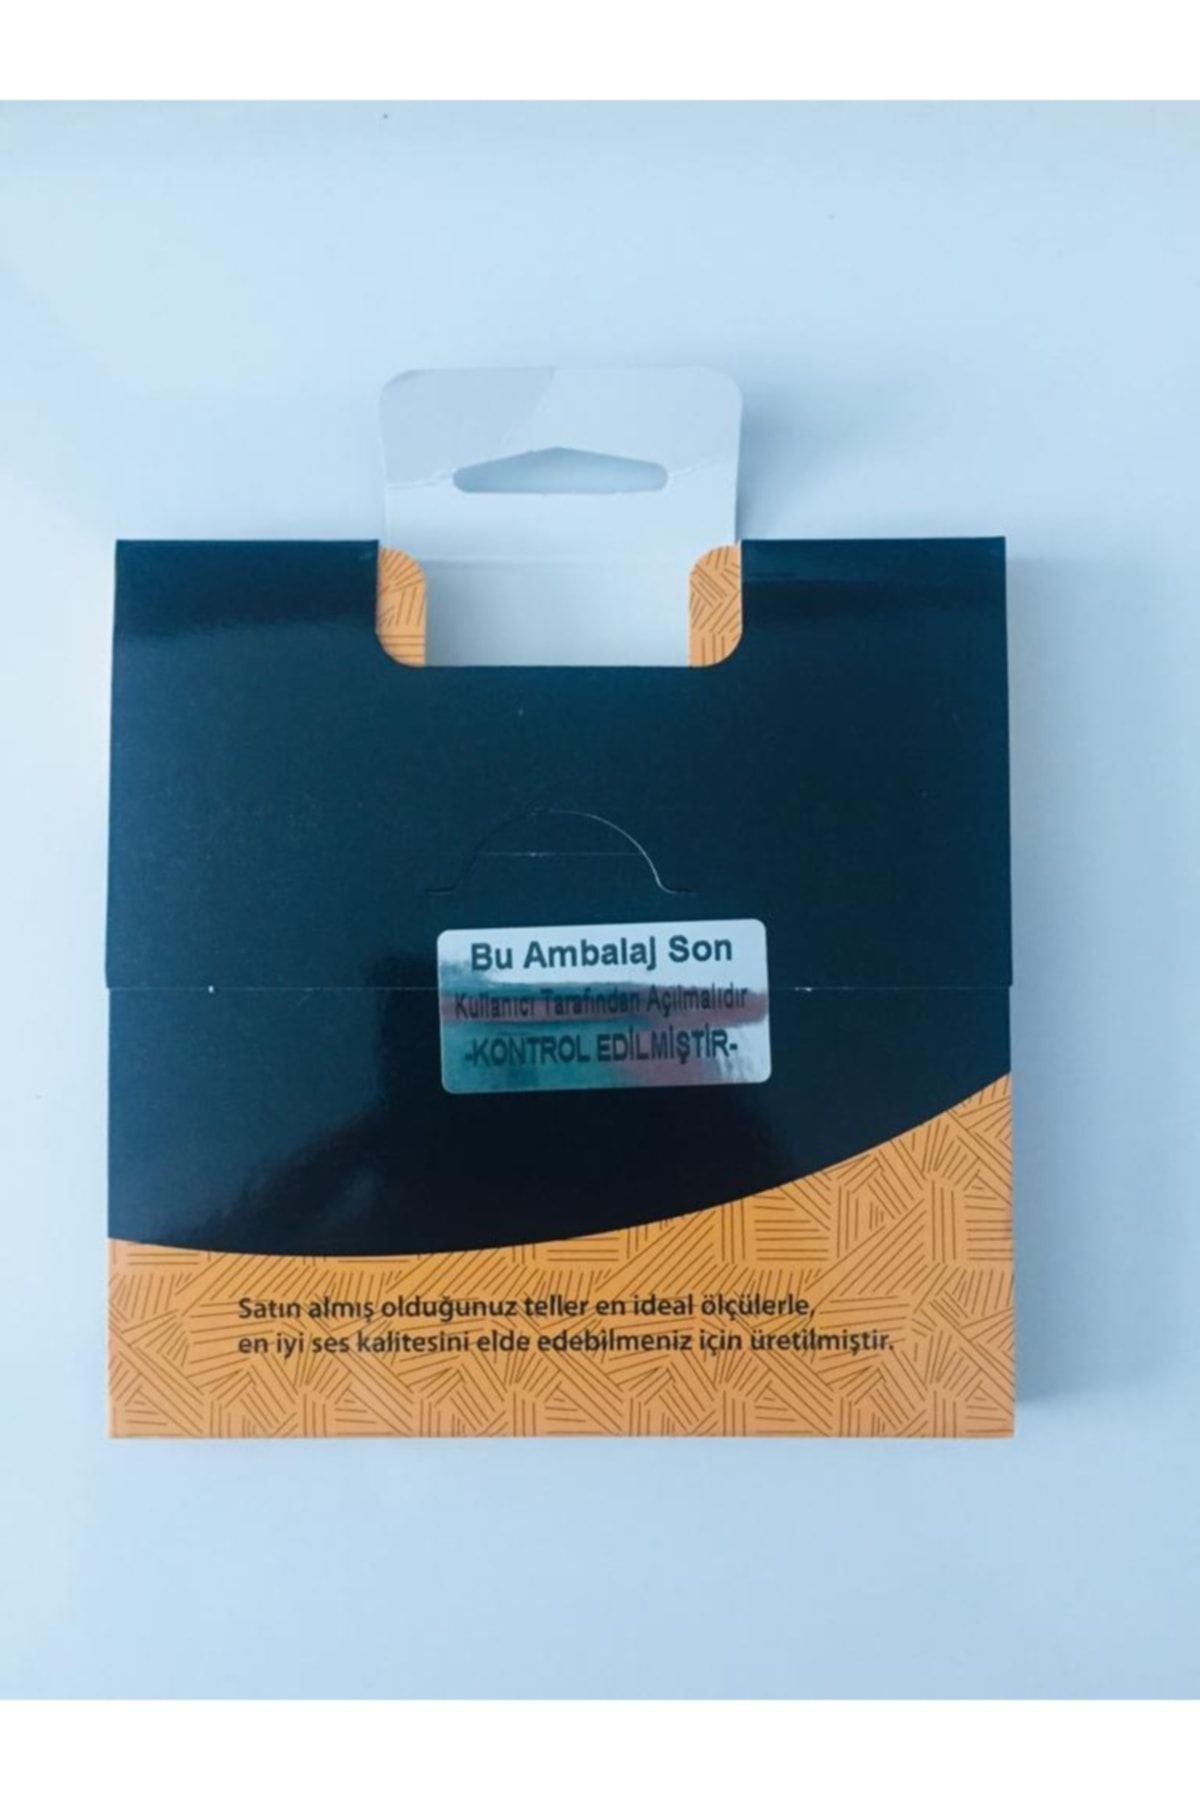 Bu Ambalaj Son
Kullanıcı Tarafından Açılmalıdır
-KONTROL EDİLMİŞTİR-
Satın almış olduğunuz teller en ideal ölçülerle,
en iyi ses kalitesini elde edebilmeniz için üretilmiştir.